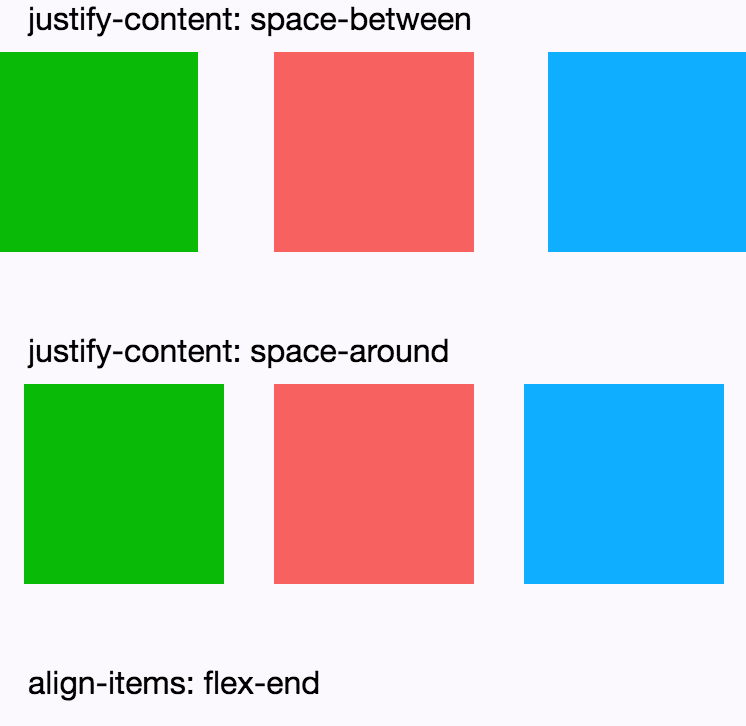 justify-content: space-between
justify-content: space-around
align-items: flex-end